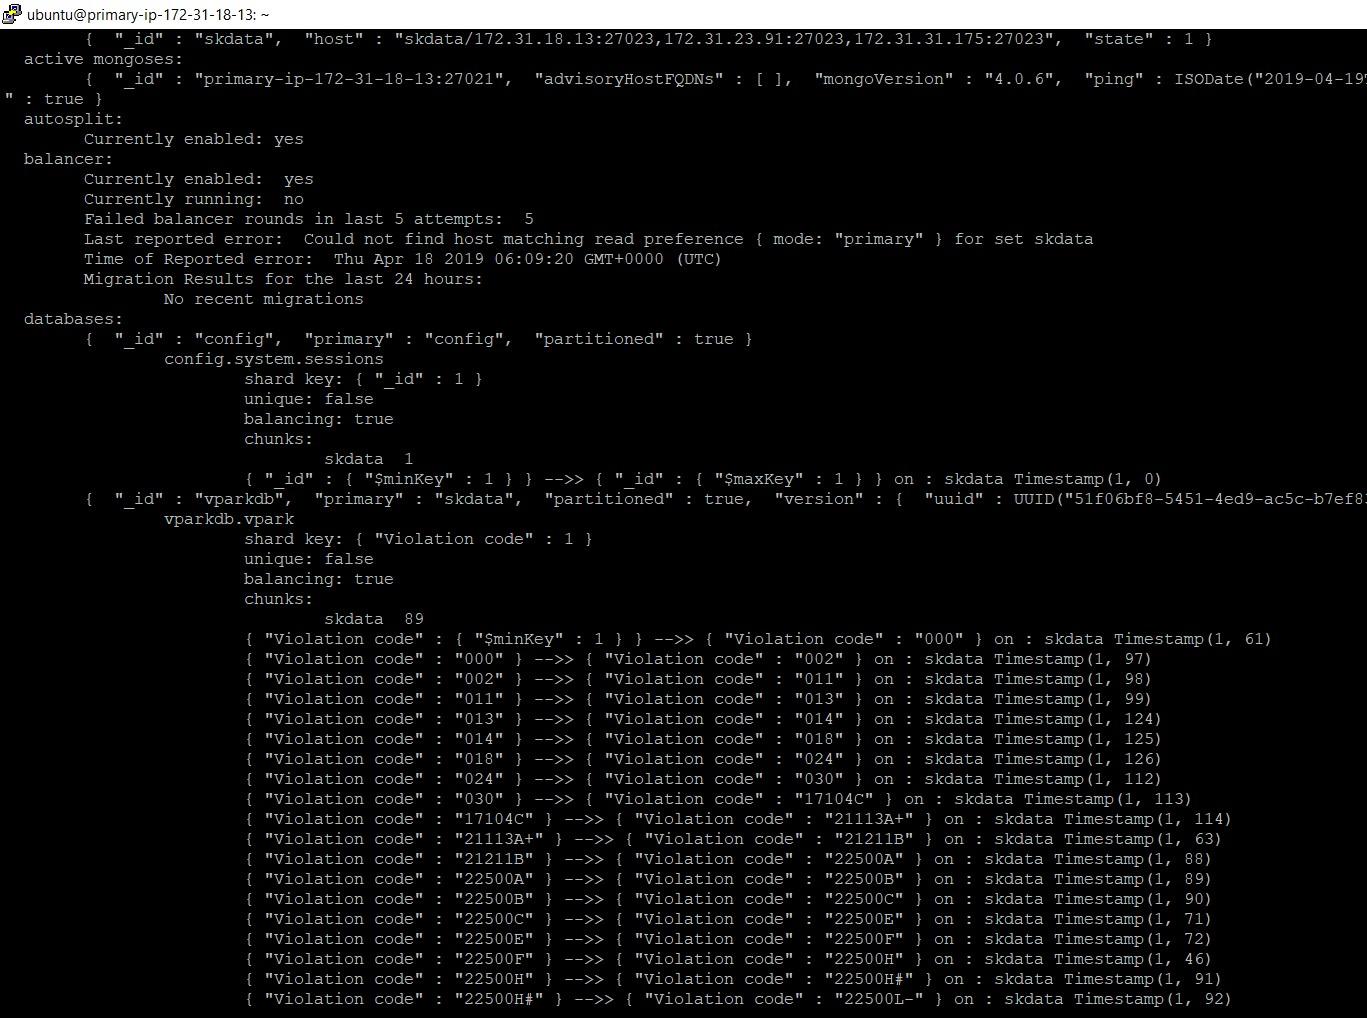 ubuntu@primary-ip-172-31-18-13: ~
{ "_id" : "skdata", "host" : "skdata/172.31.18.13:27023,172.31.23.91:27023,172.31.31.175:27023", "state" : 1 }
active mongoses:
{ "_id" : "primary-ip-172-31-18-13:27021", "advisoryHostFQDNs" : [ ], "mongoVersion" : "4.0.6", "ping" : ISODate("2019-04-19
" : true }
autosplit:
Currently enabled: yes
balancer:
Currently enabled: yes
Currently running: no
Failed balancer rounds in last 5 attempts: 5
Last reported error: Could not find host matching read preference { mode: "primary" } for set skdata
Time of Reported error: Thu Apr 18 2019 06:09:20 GMT+0000 (UTC)
Migration Results for the last 24 hours:
No recent migrations
databases:
{ "_id" : "config", "primary" : "config", "partitioned" : true }
config.system.sessions
shard key: { "_id" : 1 }
unique: false
balancing: true
chunks:
skdata 1
{ "_id" : { "$minKey" : 1 } } -->> { "_id" : { "$maxKey" : 1 } } on : skdata Timestamp(1, 0)
{ "_id" : "vparkdb", "primary" : "skdata", "partitioned" : true, "version" : { "uuid" : UUID("51f06bf8-5451-4ed9-ac5c-b7ef8
vparkdb.vpark
shard key: { "Violation code" : 1 }
unique: false
balancing: true
chunks:
skdata 89
{ "Violation code" : { "$minKey" : 1 } } -->> { "Violation code" : "000" } on : skdata Timestamp(1, 61)
{ "Violation code" : "000" } -->> { "Violation code" : "002" } on : skdata Timestamp(1, 97)
{ "Violation code" : "002" } -->> { "Violation code" : "011" } on : skdata Timestamp(1, 98)
{ "Violation code" : "011" } -->> { "Violation code" : "013" } on : skdata Timestamp(1, 99)
{ "Violation code" : "013" } -->> { "Violation code" : "014" } on : skdata Timestamp(1, 124)
{ "Violation code" : "014" } -->> { "Violation code" : "018" } on : skdata Timestamp(1, 125)
{ "Violation code" : "018" } -->> { "Violation code" : "024" } on : skdata Timestamp(1, 126)
{ "Violation code" : "024" } -->> { "Violation code" : "030" } on : skdata Timestamp(1, 112)
{ "Violation code" : "030" } -->> { "Violation code" : "17104C" } on : skdata Timestamp(1, 113)
{ "Violation code" : "17104C" } -->> { "Violation code" : "21113A+" } on : skdata Timestamp(1, 114)
{ "Violation code" : "21113A+" } -->> { "Violation code" : "21211B" } on : skdata Timestamp(1, 63)
{ "Violation code" : "21211B" } -->> { "Violation code" : "22500A" } on : skdata Timestamp(1, 88)
{ "Violation code" : "22500A" } -->> { "Violation code" : "22500B" } on : skdata Timestamp(1, 89)
{ "Violation code" : "22500B" } -->> { "Violation code" : "22500C" } on : skdata Timestamp(1, 90)
{ "Violation code" : "22500C" } -->> { "Violation code" : "22500E" } on : skdata Timestamp(1, 71)
{ "Violation code" : "22500E" } -->> { "Violation code" : "22500F" } on : skdata Timestamp(1, 72)
{ "Violation code" : "22500F" } -->> { "Violation code" : "22500H" } on : skdata Timestamp(1, 46)
{ "Violation code" : "22500H" } -->> { "Violation code" : "22500H#" } on : skdata Timestamp(1, 91)
{ "Violation code" : "22500H#" } -->> { "Violation code" : "22500L-" } on : skdata Timestamp(1, 92)